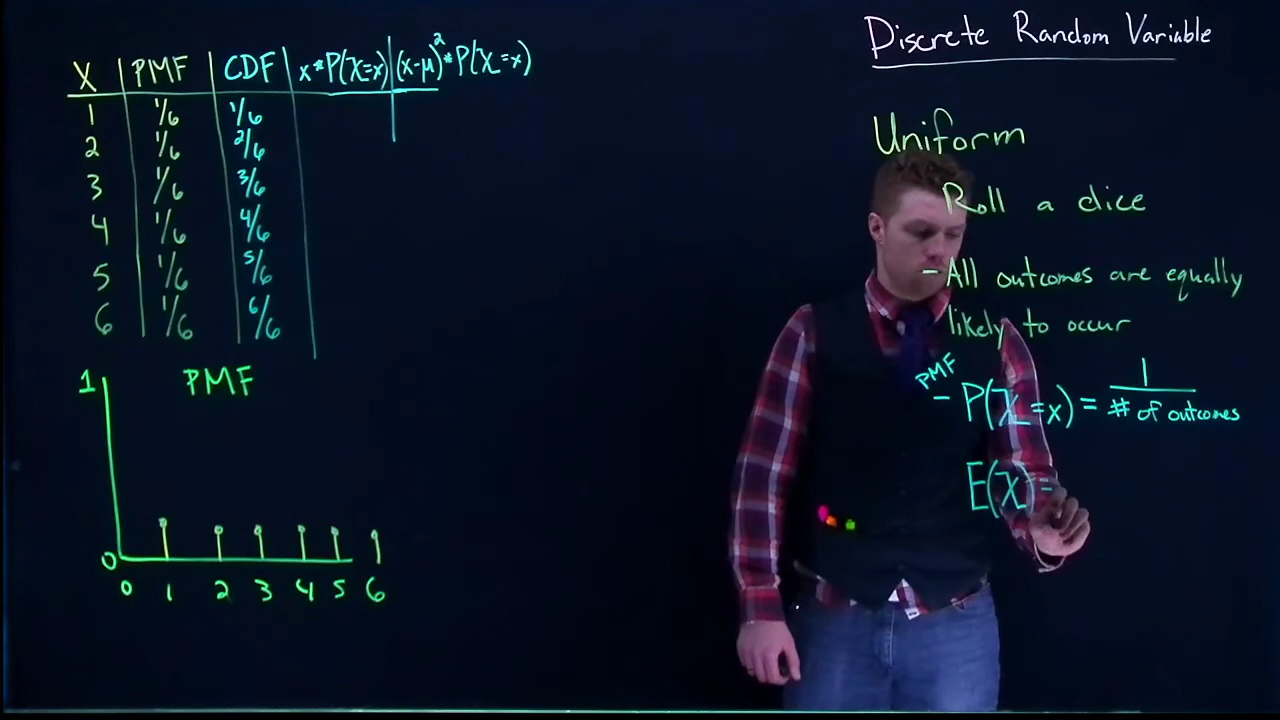 Discrete Random Variable
X PMF CDF x*P(X=x) (x-μ)²*P(X=x)
1 1/6 1/6
2 1/6 2/6
3 1/6 3/6
4 1/6 4/6
5 1/6 5/6
6 1/6 6/6
Uniform
Roll a dice
- All outcomes are equally
likely to occur
PMF
- P(X=x) = 1 / # of outcomes
E(X) =
PMF
1
0
0 1 2 3 4 5 6